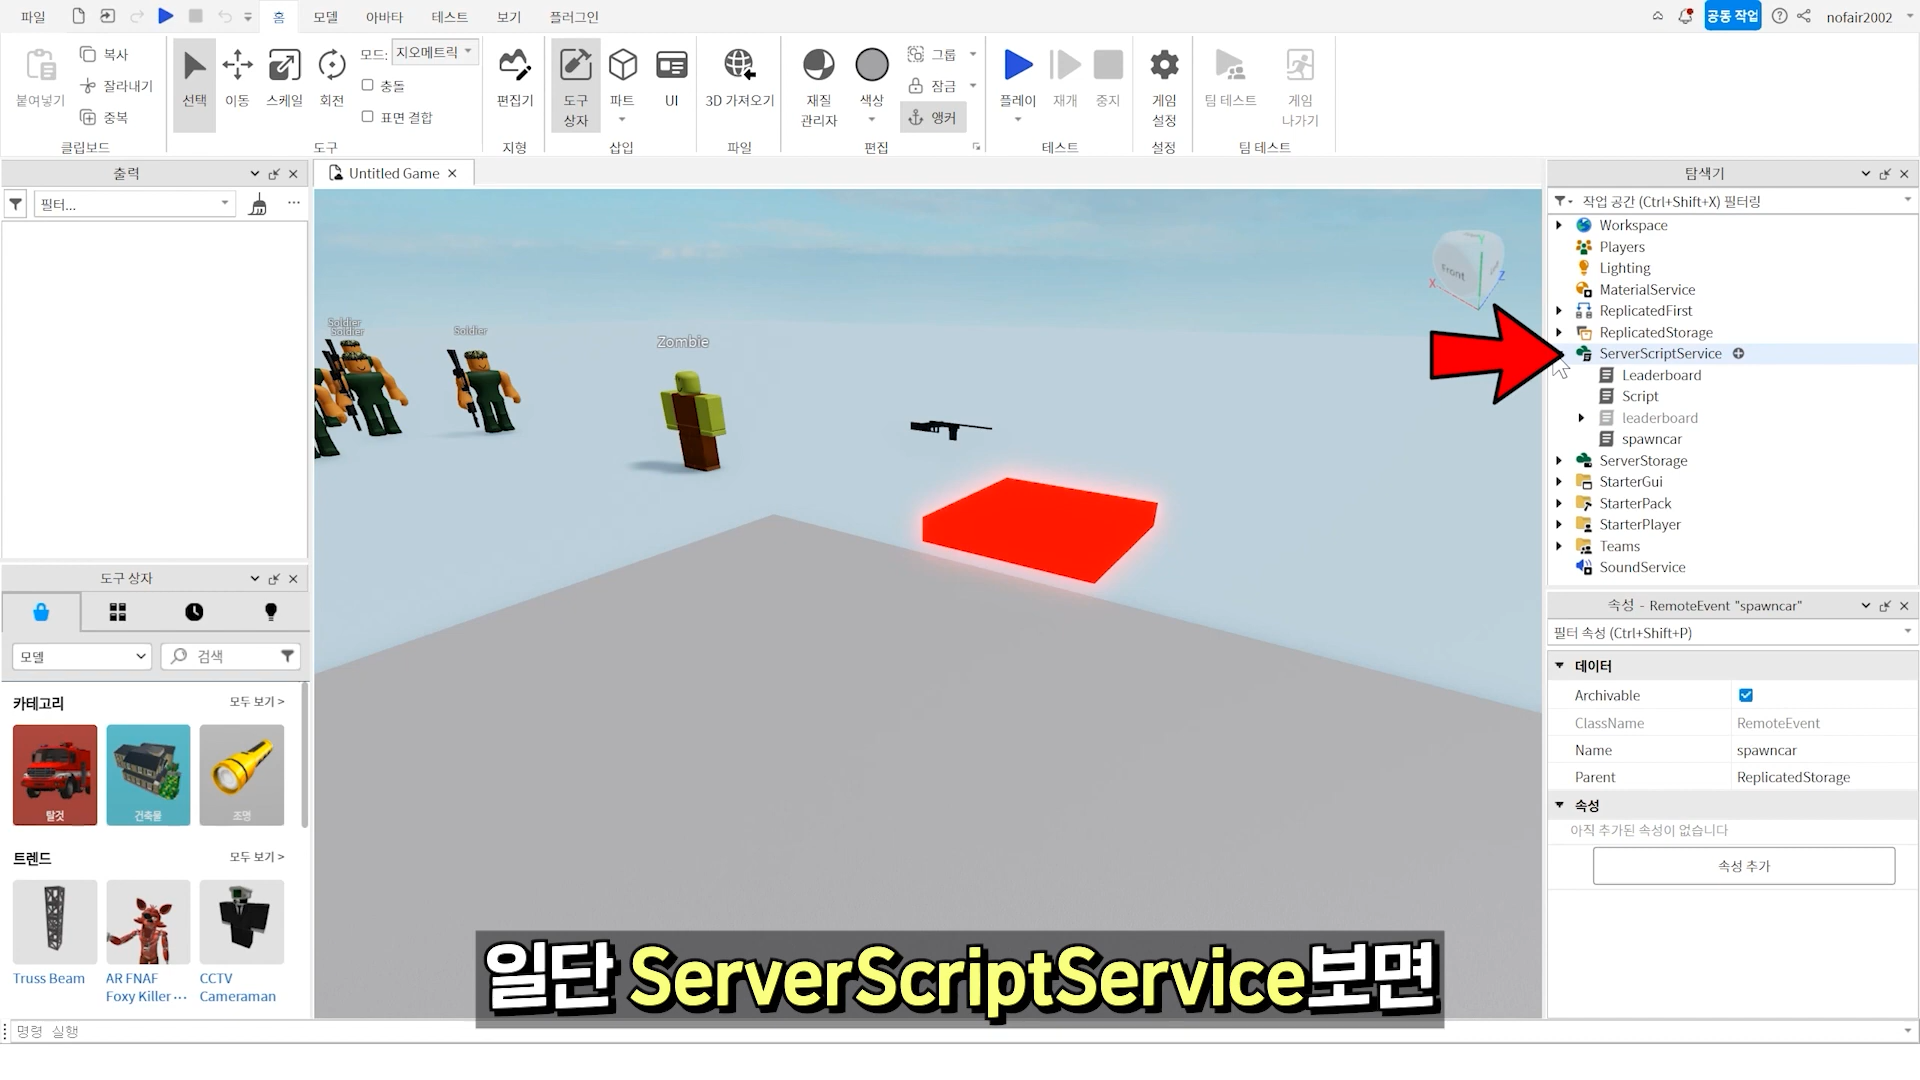 파일
홈
모델
아바타
테스트
보기
플러그인
공동 작업
nofair2002
붙여넣기
복사
잘라내기
중복
클립보드
선택
이동
스케일
회전
모드: 지오메트릭
충돌
표면 결합
도구
편집기
지형
도구 상자
파트
UI
삽입
3D 가져오기
파일
재질 관리자
색상
그룹
잠금
앵커
편집
플레이
재개
중지
테스트
게임 설정
설정
팀 테스트
게임 나가기
팀 테스트
출력
필터...
Untitled Game
Soldier
Soldier
Soldier
Zombie
Front
X
Y
Z
탐색기
작업 공간 (Ctrl+Shift+X) 필터링
Workspace
Players
Lighting
MaterialService
ReplicatedFirst
ReplicatedStorage
ServerScriptService
Leaderboard
Script
leaderboard
spawncar
ServerStorage
StarterGui
StarterPack
StarterPlayer
Teams
SoundService
속성 - RemoteEvent "spawncar"
필터 속성 (Ctrl+Shift+P)
데이터
Archivable
ClassName RemoteEvent
Name spawncar
Parent ReplicatedStorage
속성
아직 추가된 속성이 없습니다
속성 추가
도구 상자
모델
검색
카테고리
모두 보기 >
탈것
건축물
조명
트렌드
모두 보기 >
Truss Beam
AR FNAF
Foxy Killer ...
CCTV
Cameraman
일단 ServerScriptService보면
명령 실행